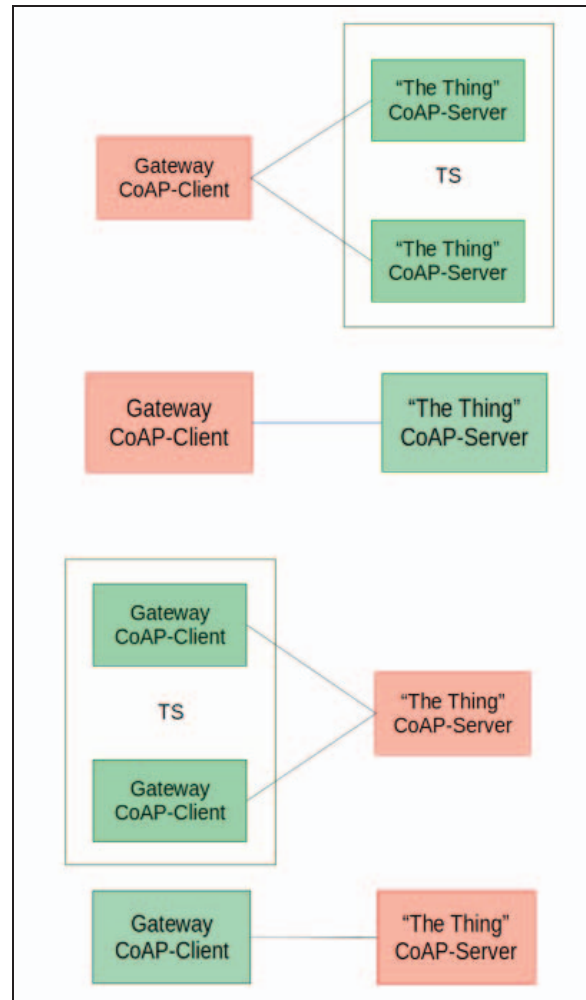 “The Thing”
CoAP-Server
Gateway
CoAP-Client
TS
“The Thing”
CoAP-Server
Gateway
CoAP-Client
“The Thing”
CoAP-Server
Gateway
CoAP-Client
TS
“The Thing”
CoAP-Server
Gateway
CoAP-Client
Gateway
CoAP-Client
“The Thing”
CoAP-Server